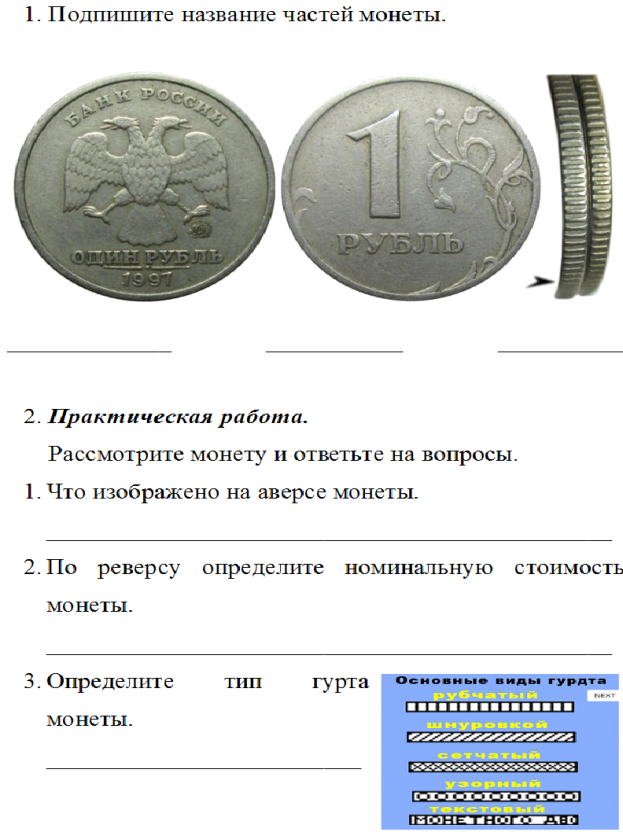 1. Подпишите название частей монеты.
БАНК РОССИИ
ОДИН РУБЛЬ
1997
1
РУБЛЬ
2. Практическая работа.
Рассмотрите монету и ответьте на вопросы.
1. Что изображено на аверсе монеты.
2. По реверсу определите номинальную стоимость
монеты.
3. Определите тип гурта
монеты.
Основные виды гурдта
NEXT
рубчатый
шнуровкой
сетчатый
узорный
текстовый
МОНЕТНОГО ДВО